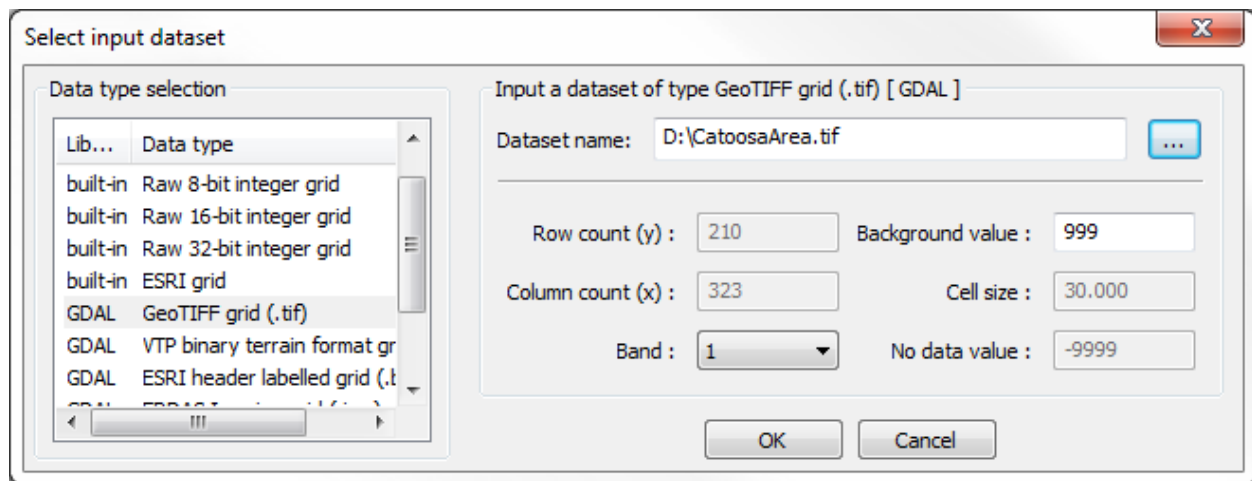 Select input dataset
Data type selection
Lib... Data type
built-in Raw 8-bit integer grid
built-in Raw 16-bit integer grid
built-in Raw 32-bit integer grid
built-in ESRI grid
GDAL GeoTIFF grid (.tif)
GDAL VTP binary terrain format gr
GDAL ESRI header labelled grid (.b
Input a dataset of type GeoTIFF grid (.tif) [ GDAL ]
Dataset name: D:\CatoosaArea.tif ...
Row count (y) : 210 Background value : 999
Column count (x) : 323 Cell size : 30.000
Band : 1 No data value : -9999
OK Cancel